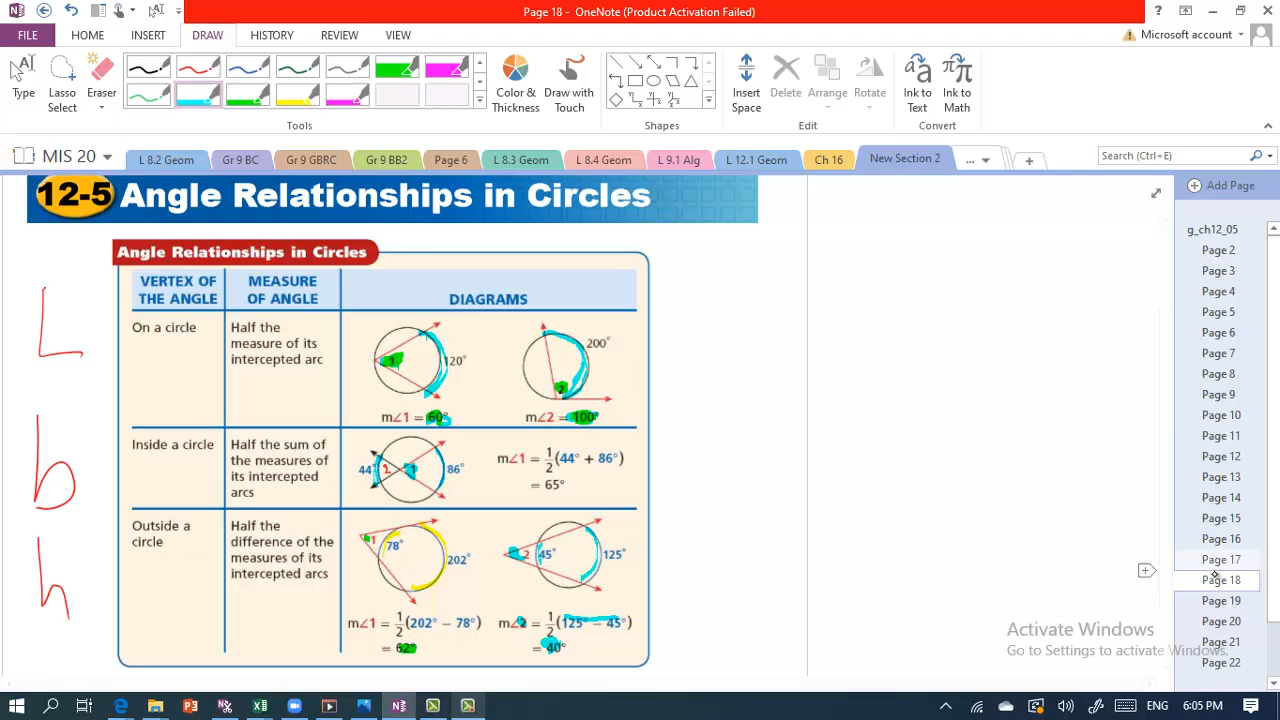 Page 18 - OneNote (Product Activation Failed)
FILE HOME INSERT DRAW HISTORY REVIEW VIEW
Microsoft account
Type
Lasso Select
Eraser
Color & Thickness
Draw with Touch
Insert Space
Delete
Arrange
Rotate
Ink to Text
Ink to Math
Tools
Shapes
Edit
Convert
MIS 20
L 8.2 Geom Gr 9 BC Gr 9 GBRC Gr 9 BB2 Page 6 L 8.3 Geom L 8.4 Geom L 9.1 Alg L 12.1 Geom Ch 16 New Section 2 ...
Search (Ctrl+E)
12-5 Angle Relationships in Circles
Angle Relationships in Circles
VERTEX OF THE ANGLE
MEASURE OF ANGLE
DIAGRAMS
On a circle
Half the
measure of its
intercepted arc
1
120°
m∠1 = 60°
2
200°
m∠2 = 100°
Inside a circle
Half the sum of
the measures of
its intercepted
arcs
44°
2
1
86°
m∠1 = 1/2(44° + 86°)
= 65°
Outside a
circle
Half the
difference of the
measures of its
intercepted arcs
1
78°
202°
m∠1 = 1/2(202° − 78°)
= 62°
2
45°
125°
m∠2 = 1/2(125° − 45°)
= 40°
L
b
h
Add Page
g_ch12_05
Page 2
Page 3
Page 4
Page 5
Page 6
Page 7
Page 8
Page 9
Page 10
Page 11
Page 12
Page 13
Page 14
Page 15
Page 16
Page 17
Page 18
Page 19
Page 20
Page 21
Page 22
Activate Windows
Go to Settings to activate Windows.
ENG 6:05 PM